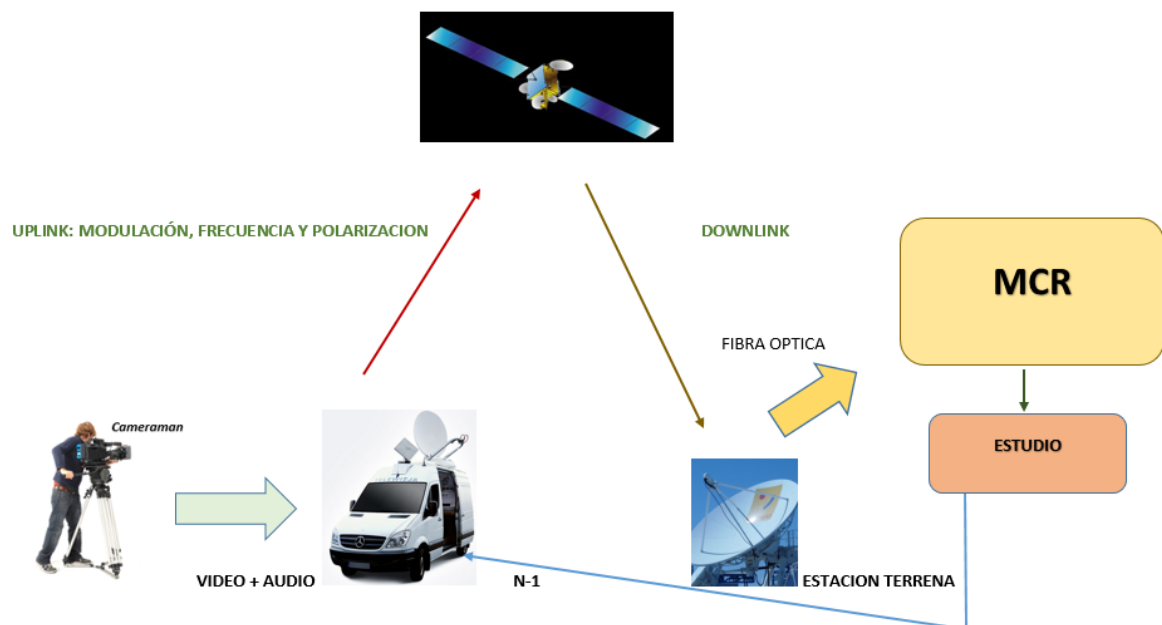 UPLINK: MODULACIÓN, FRECUENCIA Y POLARIZACION
DOWNLINK
MCR
FIBRA OPTICA
Cameraman
ESTUDIO
VIDEO + AUDIO
N-1
ESTACION TERRENA